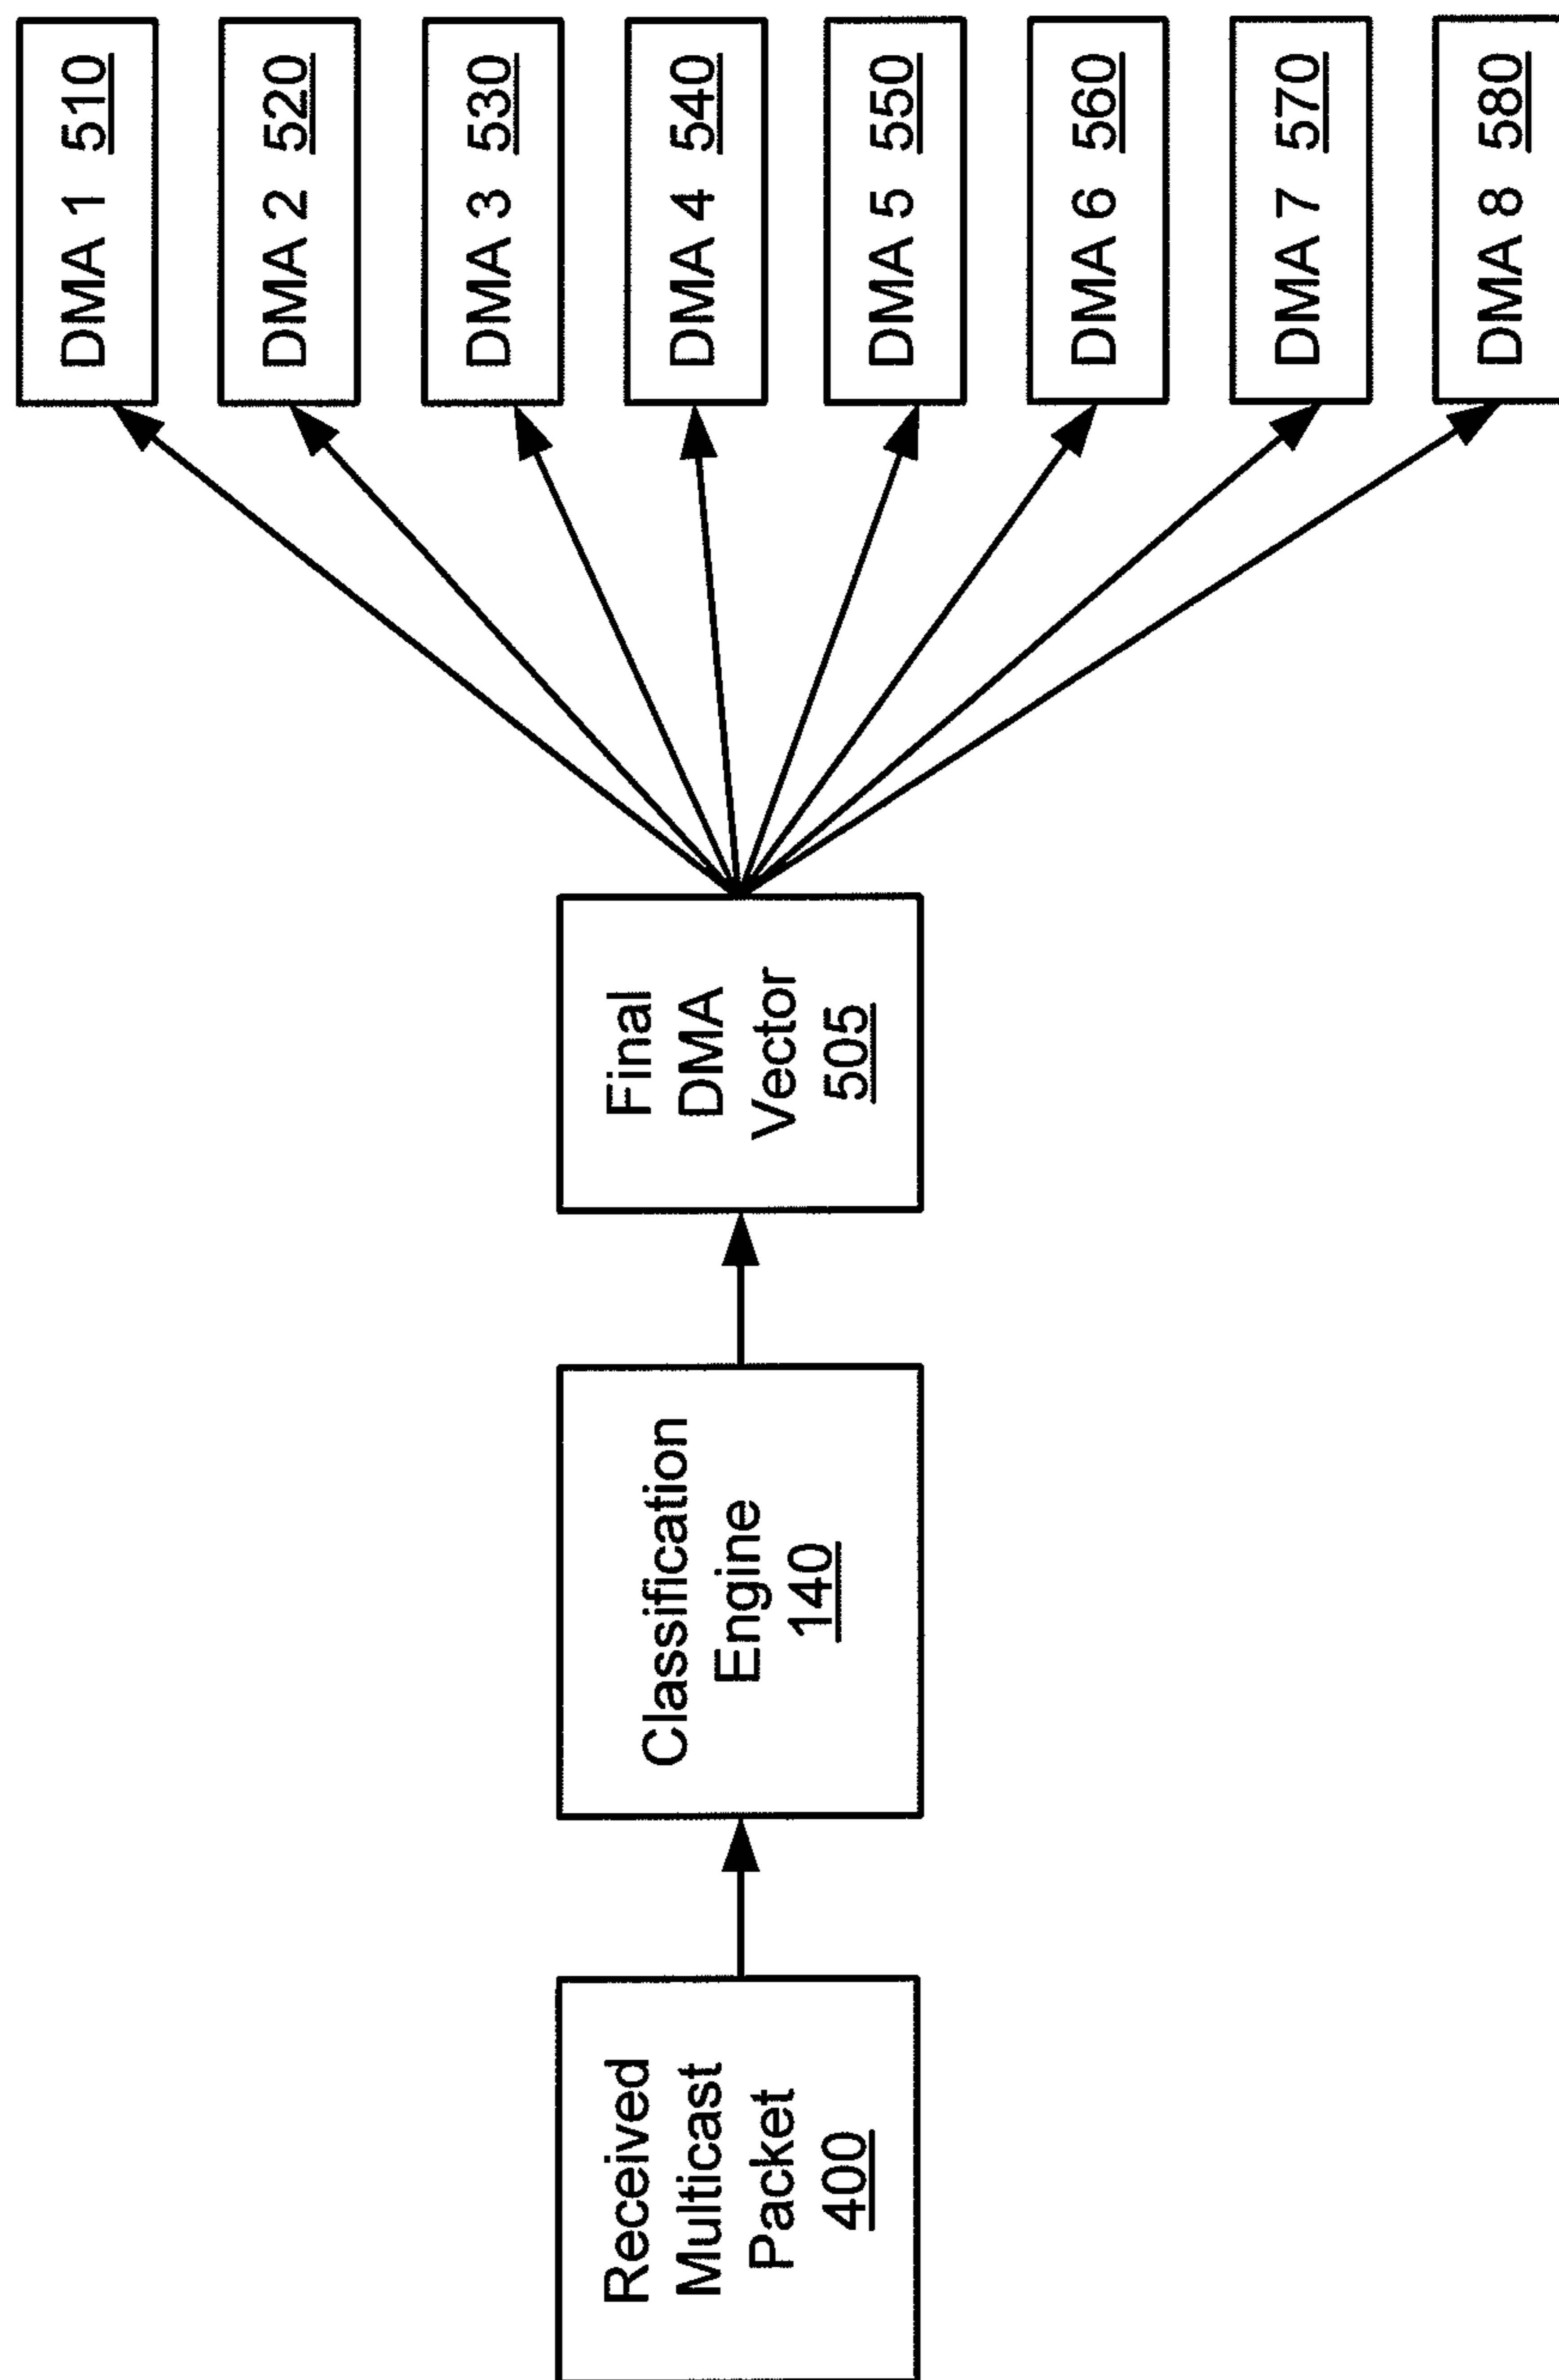 Received
Multicast
Packet
400
Classification
Engine
140
Final
DMA
Vector
505
DMA 1 510
DMA 2 520
DMA 3 530
DMA 4 540
DMA 5 550
DMA 6 560
DMA 7 570
DMA 8 580